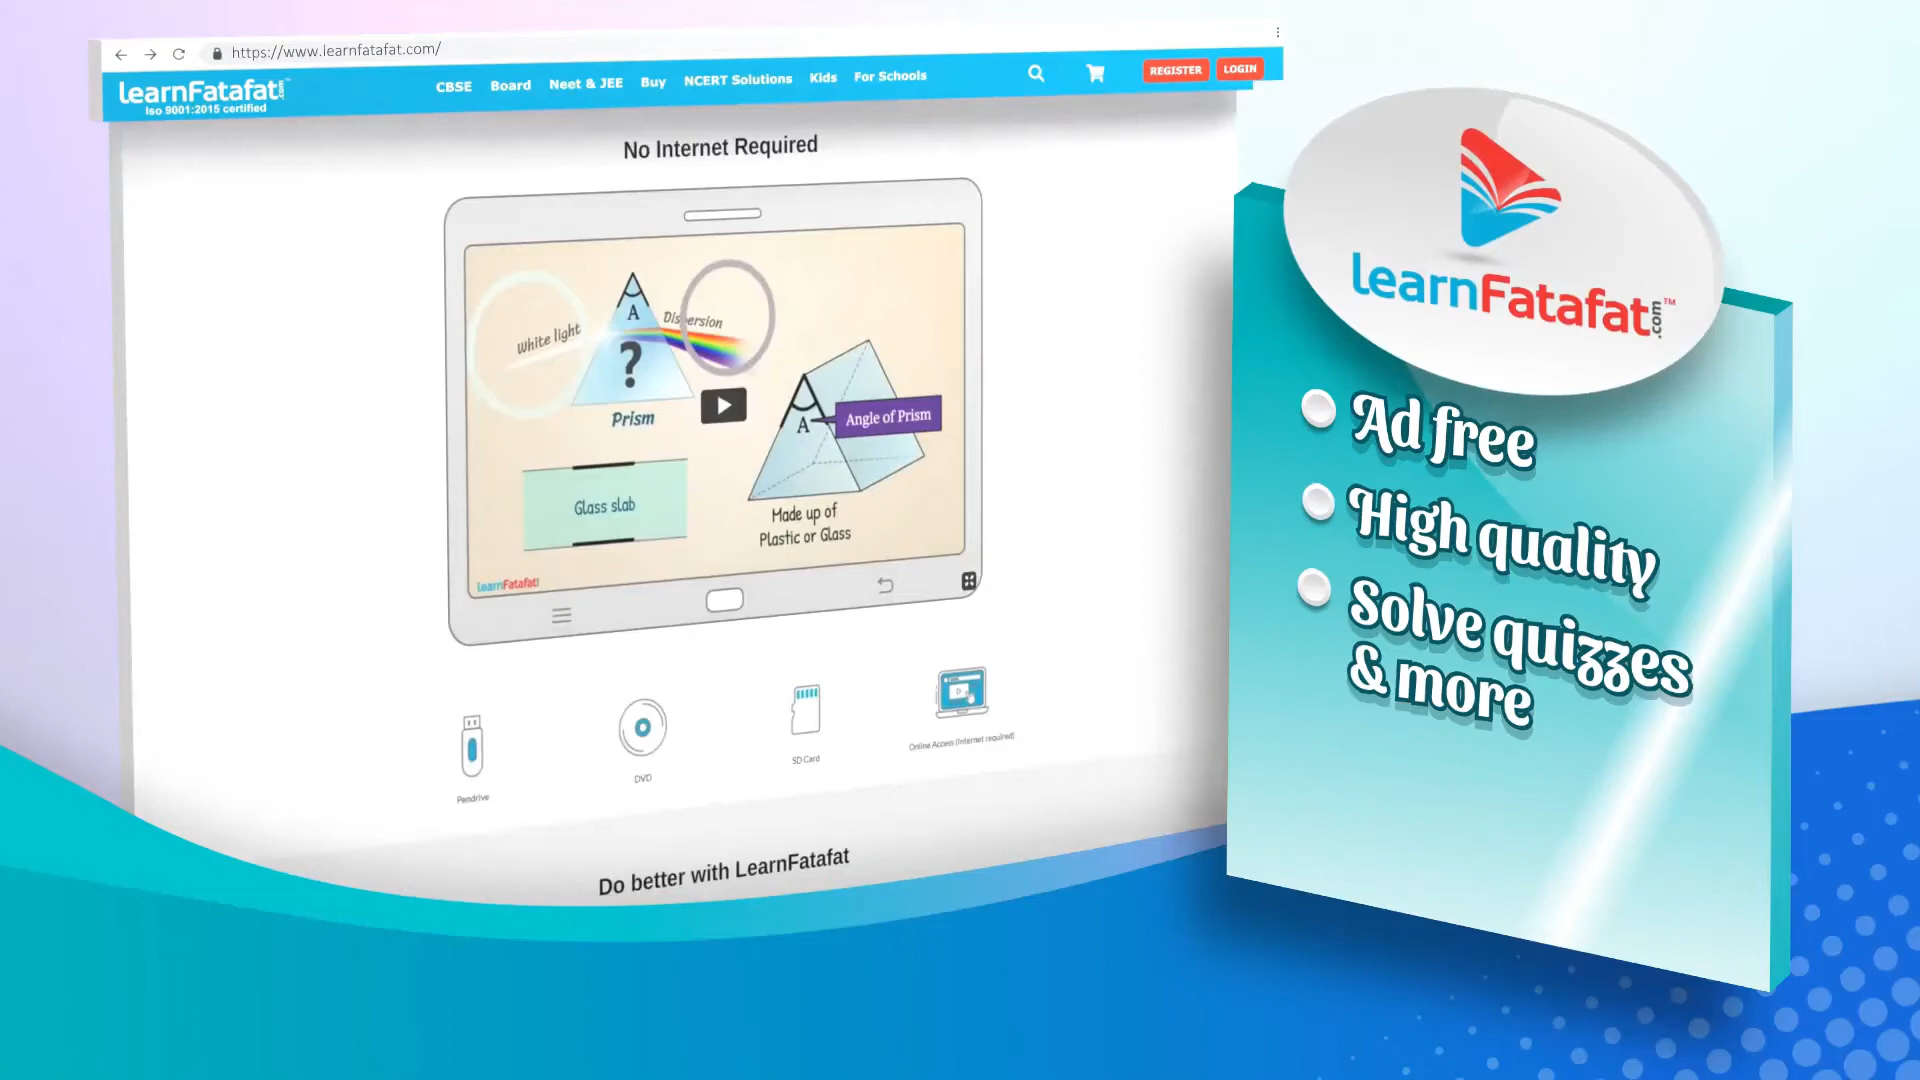 https://www.learnfatafat.com/
learnFatafat.com™
Iso 9001:2015 certified
CBSE Board Neet & JEE Buy NCERT Solutions Kids For Schools
REGISTER LOGIN
No Internet Required
White light
A
Dispersion
?
Prism
A
Angle of Prism
Glass slab
Made up of
Plastic or Glass
learnFatafat
Pendrive
DVD
SD Card
Online Access (Internet required)
Do better with LearnFatafat
learnFatafat.com™
Ad free
High quality
Solve quizzes
& more